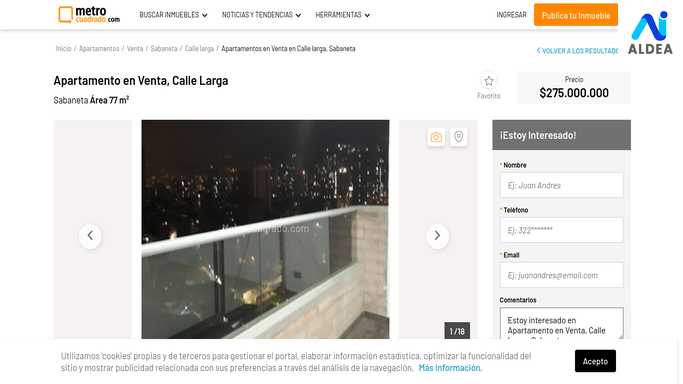 metro
cuadrado.com
BUSCAR INMUEBLES
NOTICIAS Y TENDENCIAS
HERRAMIENTAS
INGRESAR
Publica tu Inmueble
ALDEA
Inicio / Apartamentos / Venta / Sabaneta / Calle larga / Apartamentos en Venta en Calle larga, Sabaneta
VOLVER A LOS RESULTADO
Apartamento en Venta, Calle Larga
Sabaneta Área 77 m²
Favorito
Precio
$275.000.000
1 / 18
¡Estoy Interesado!
* Nombre
Ej: Juan Andres
* Teléfono
Ej: 322*******
* Email
Ej: juanandres@email.com
Comentarios
Estoy interesado en
Apartamento en Venta, Calle
Utilizamos 'cookies' propias y de terceros para gestionar el portal, elaborar información estadística, optimizar la funcionalidad del
sitio y mostrar publicidad relacionada con sus preferencias a través del análisis de la navegación. Más Información.
Acepto